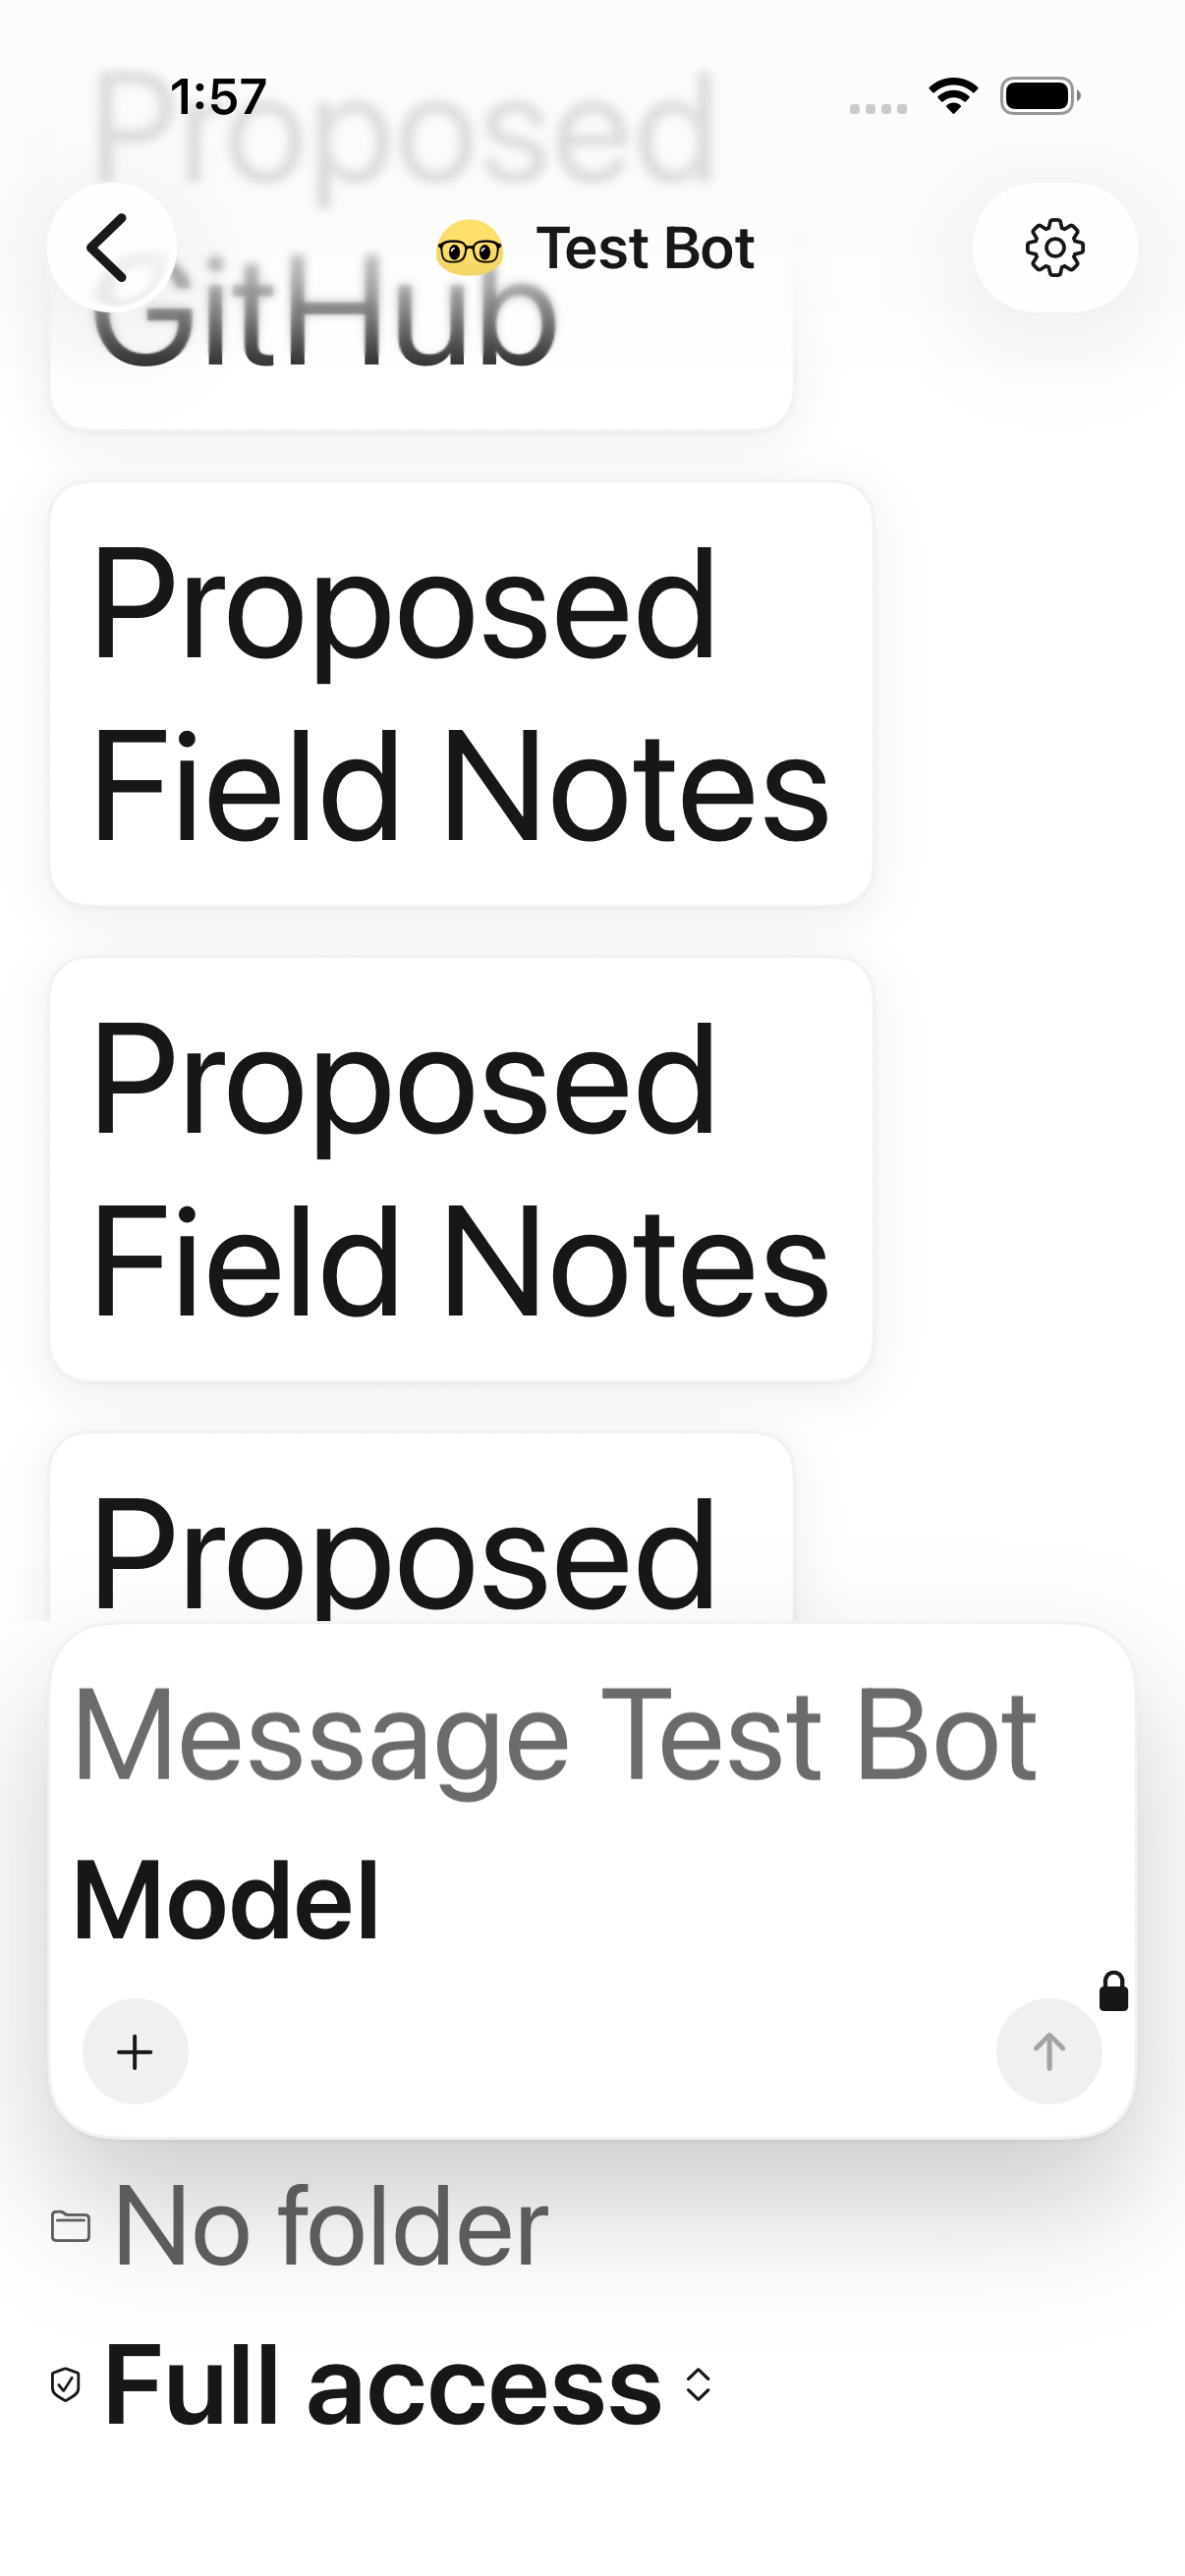 1:57
Proposed
Test Bot
GitHub
Proposed
Field Notes
Proposed
Field Notes
Proposed
Message Test Bot
Model
No folder
Full access